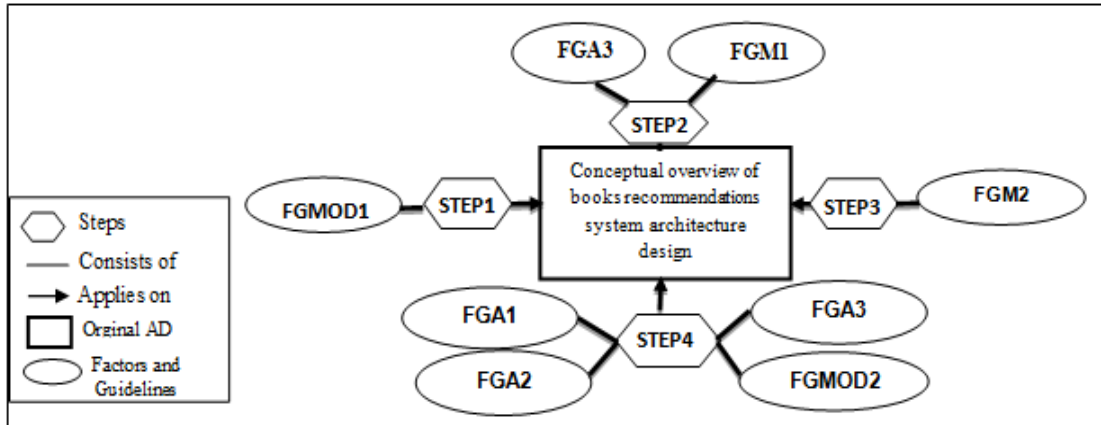 FGA3
FGM1
STEP2
Conceptual overview of
books recommendations
system architecture
design
FGMOD1
STEP1
STEP3
FGM2
FGA1
FGA2
STEP4
FGA3
FGMOD2
Steps
Consists of
Applies on
Orginal AD
Factors and
Guidelines